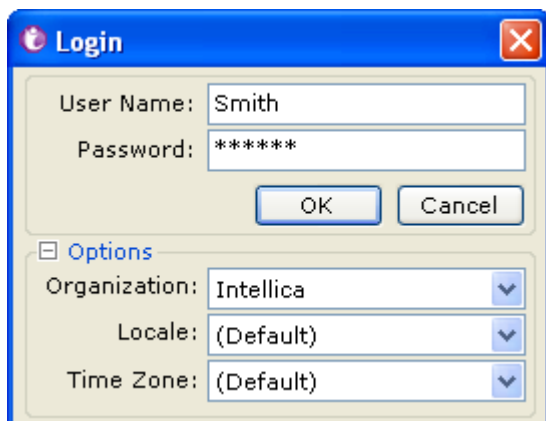 Login
User Name: Smith
Password: ******
OK Cancel
Options
Organization: Intellica
Locale: (Default)
Time Zone: (Default)